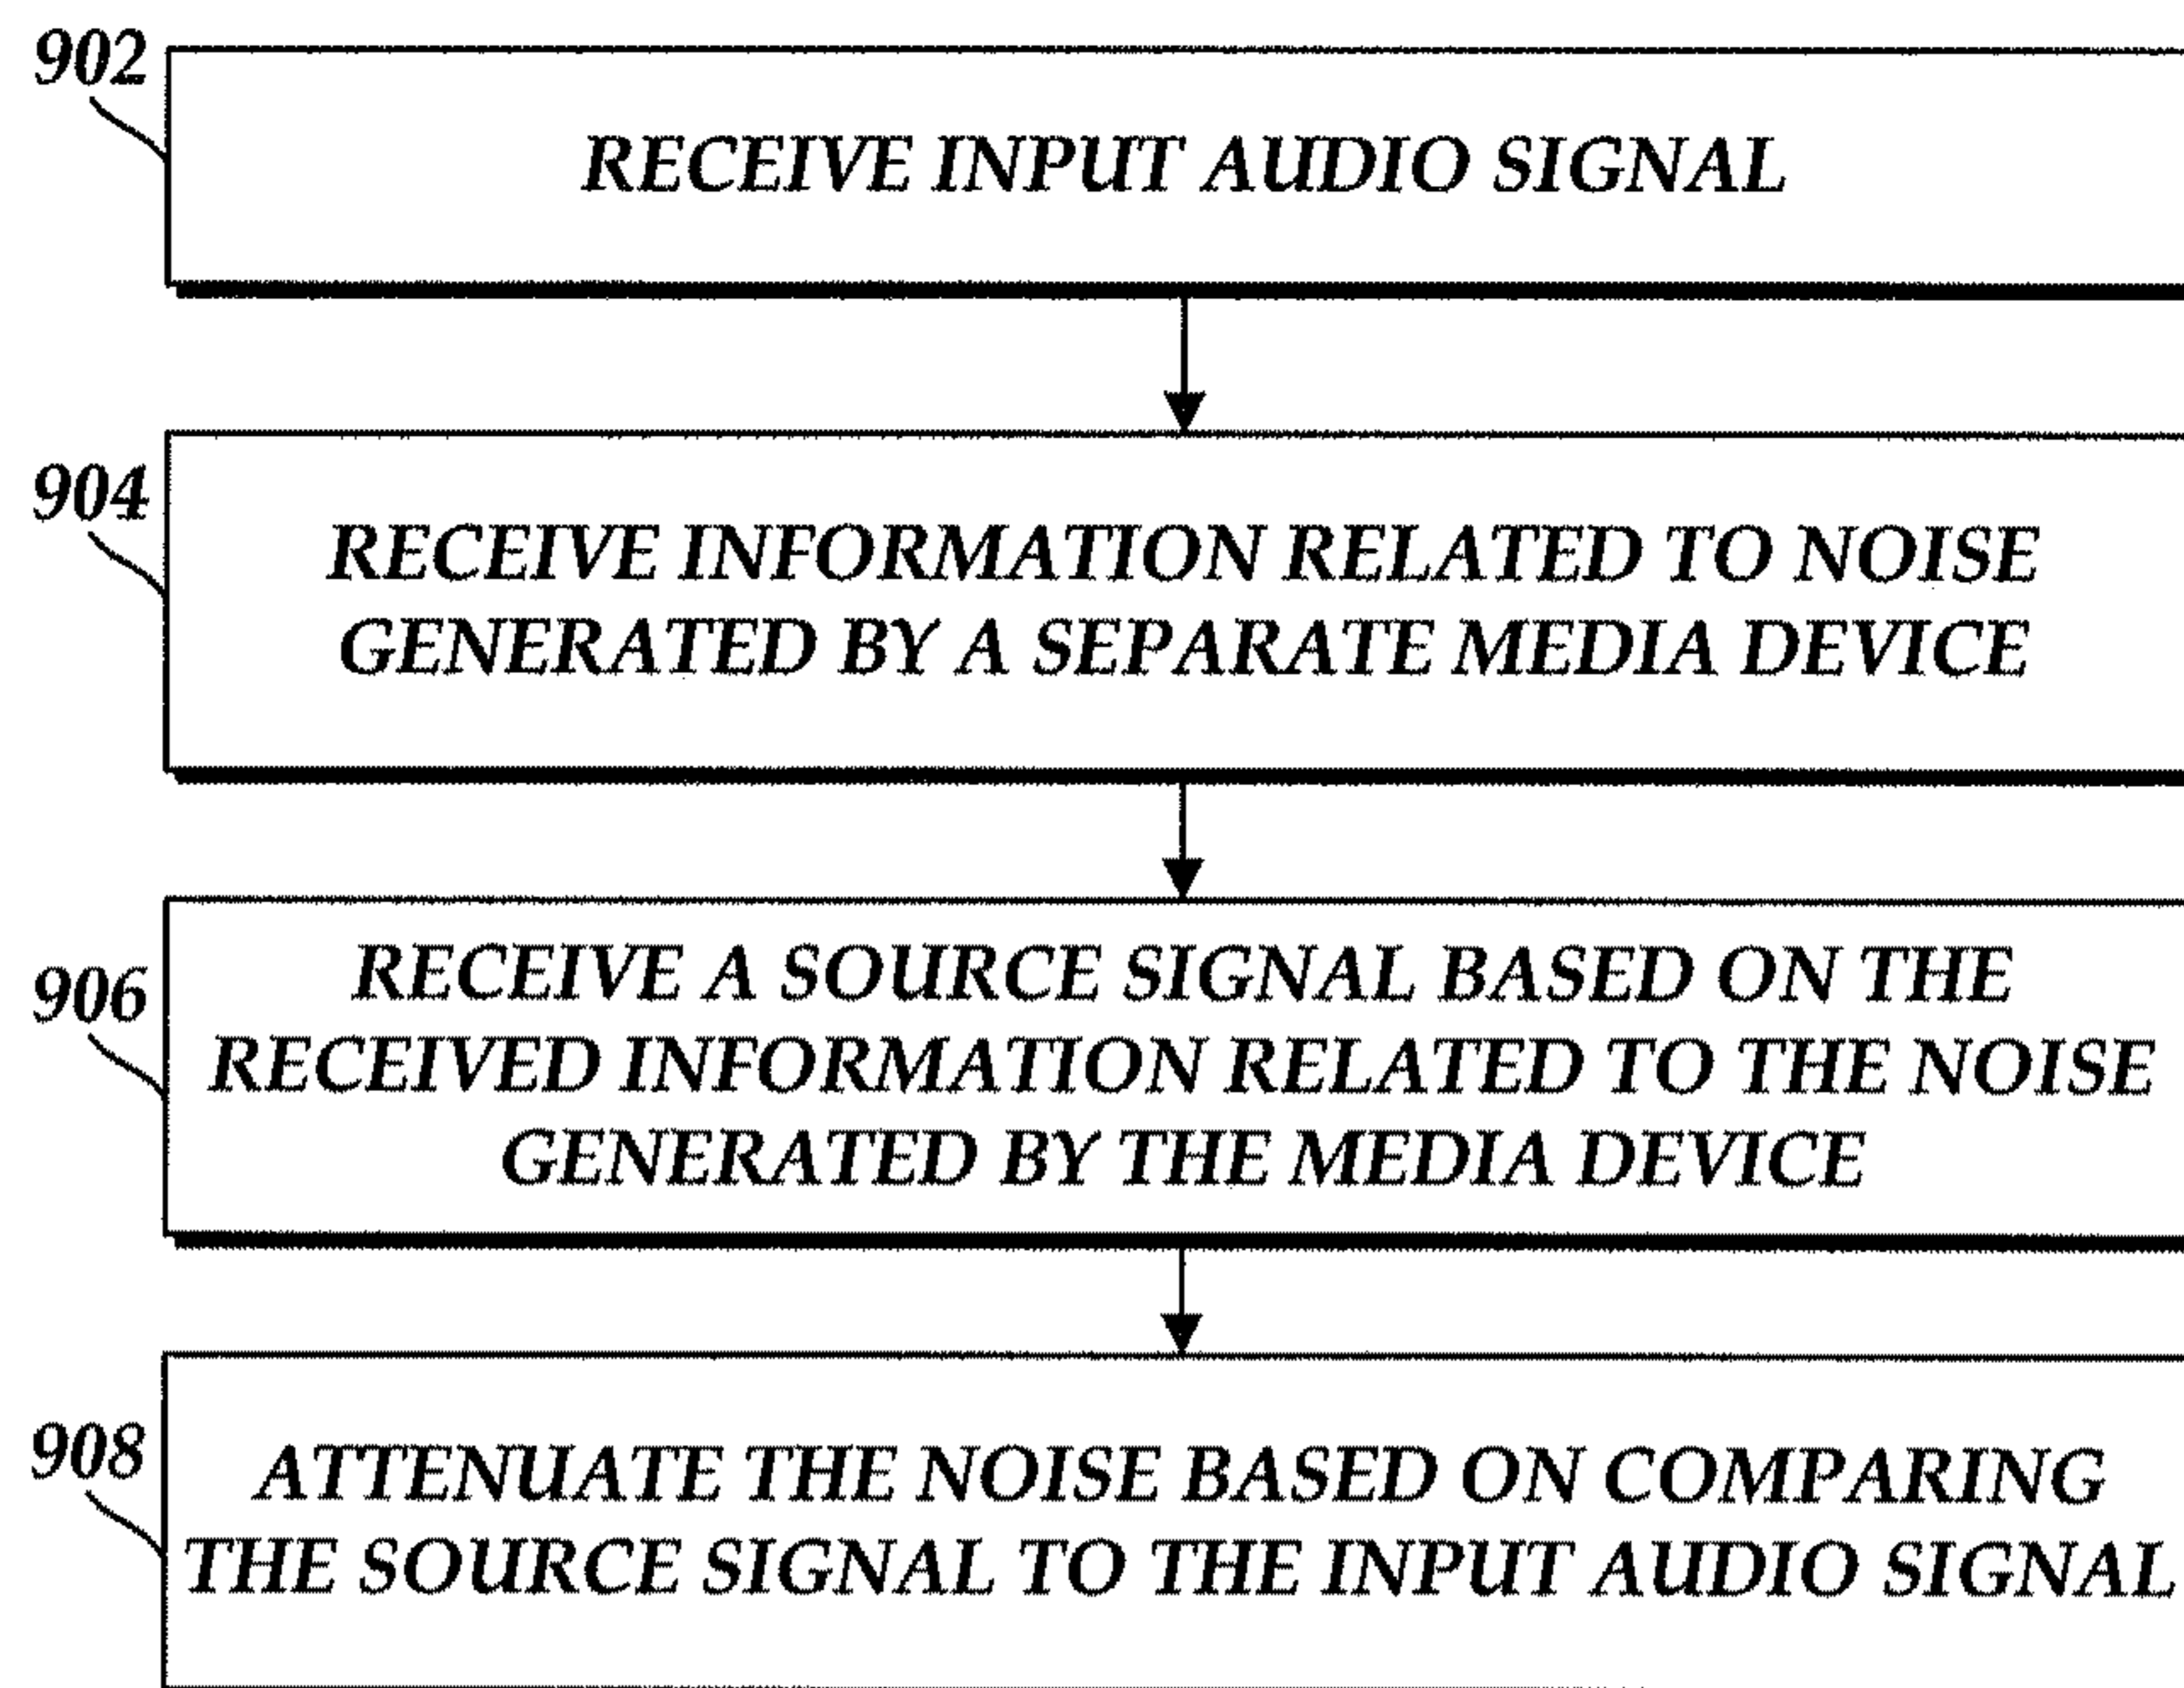 902
RECEIVE INPUT AUDIO SIGNAL
904
RECEIVE INFORMATION RELATED TO NOISE
GENERATED BY A SEPARATE MEDIA DEVICE
906
RECEIVE A SOURCE SIGNAL BASED ON THE
RECEIVED INFORMATION RELATED TO THE NOISE
GENERATED BY THE MEDIA DEVICE
908
ATTENUATE THE NOISE BASED ON COMPARING
THE SOURCE SIGNAL TO THE INPUT AUDIO SIGNAL